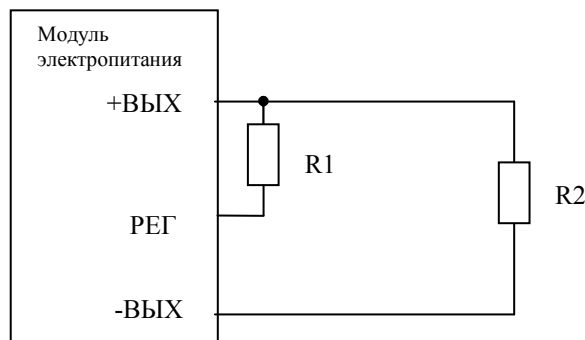 Модуль
электропитания
+ВЫХ
R1
R2
РЕГ
-ВЫХ